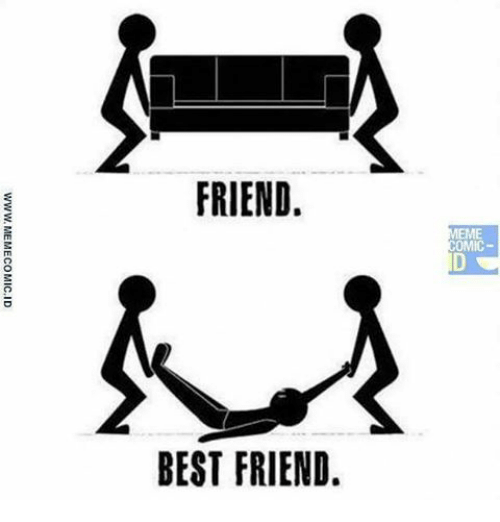 FRIEND.
WWW.MEMECOMIC.ID
MEME
COMIC-
ID
BEST FRIEND.